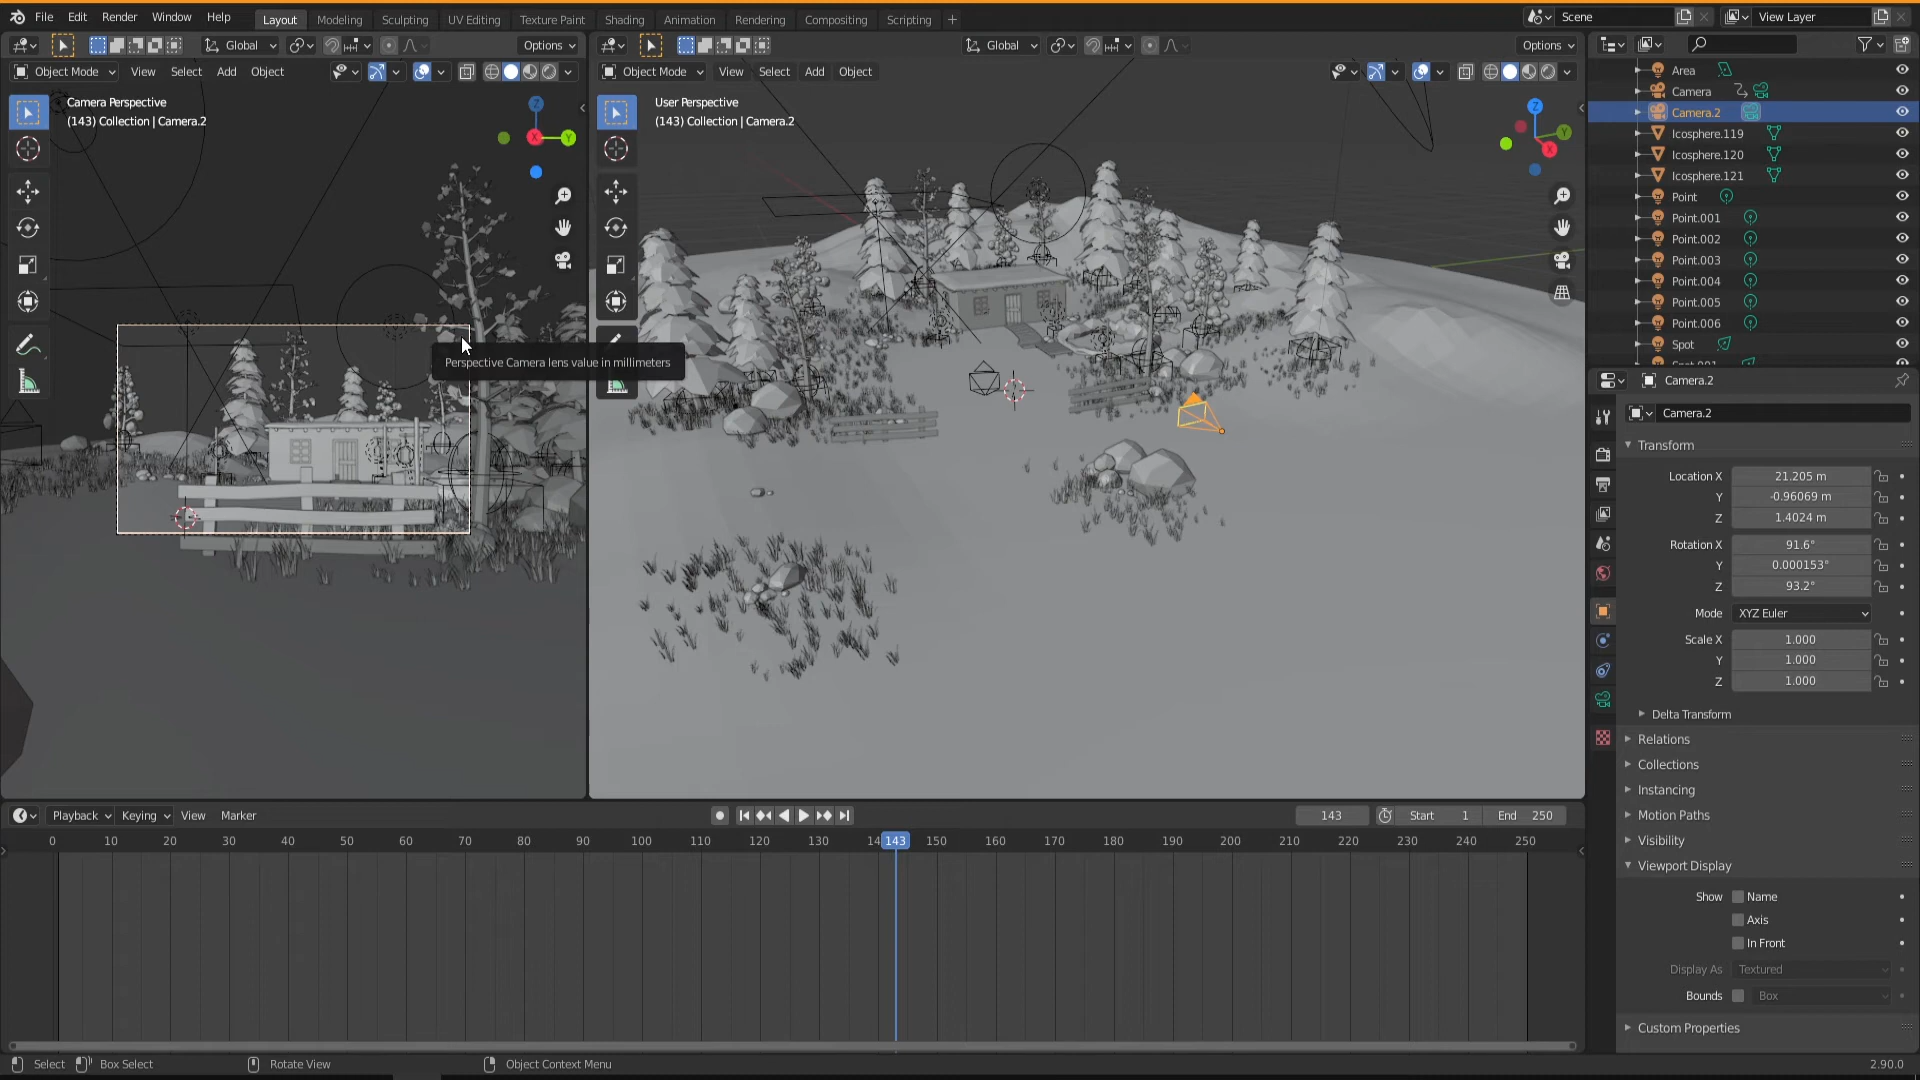 File Edit Render Window Help Layout Modeling Sculpting UV Editing Texture Paint Shading Animation Rendering Compositing Scripting + Scene View Layer
Global Options Global Options
Object Mode View Select Add Object Object Mode View Select Add Object
Camera Perspective
(143) Collection | Camera.2
Z
X
Y
Perspective Camera lens value in millimeters
User Perspective
(143) Collection | Camera.2
Z
Y
X
Area
Camera
Camera.2
Icosphere.119
Icosphere.120
Icosphere.121
Point
Point.001
Point.002
Point.003
Point.004
Point.005
Point.006
Spot
Camera.2
Camera.2
Transform
Location X 21.205 m
Y -0.96069 m
Z 1.4024 m
Rotation X 91.6°
Y 0.000153°
Z 93.2°
Mode XYZ Euler
Scale X 1.000
Y 1.000
Z 1.000
Delta Transform
Relations
Collections
Instancing
Motion Paths
Visibility
Viewport Display
Show Name
Axis
In Front
Display As Textured
Bounds Box
Custom Properties
Playback Keying View Marker 143 Start 1 End 250
0 10 20 30 40 50 60 70 80 90 100 110 120 130 14 143 150 160 170 180 190 200 210 220 230 240 250
Select Box Select Rotate View Object Context Menu 2.90.0